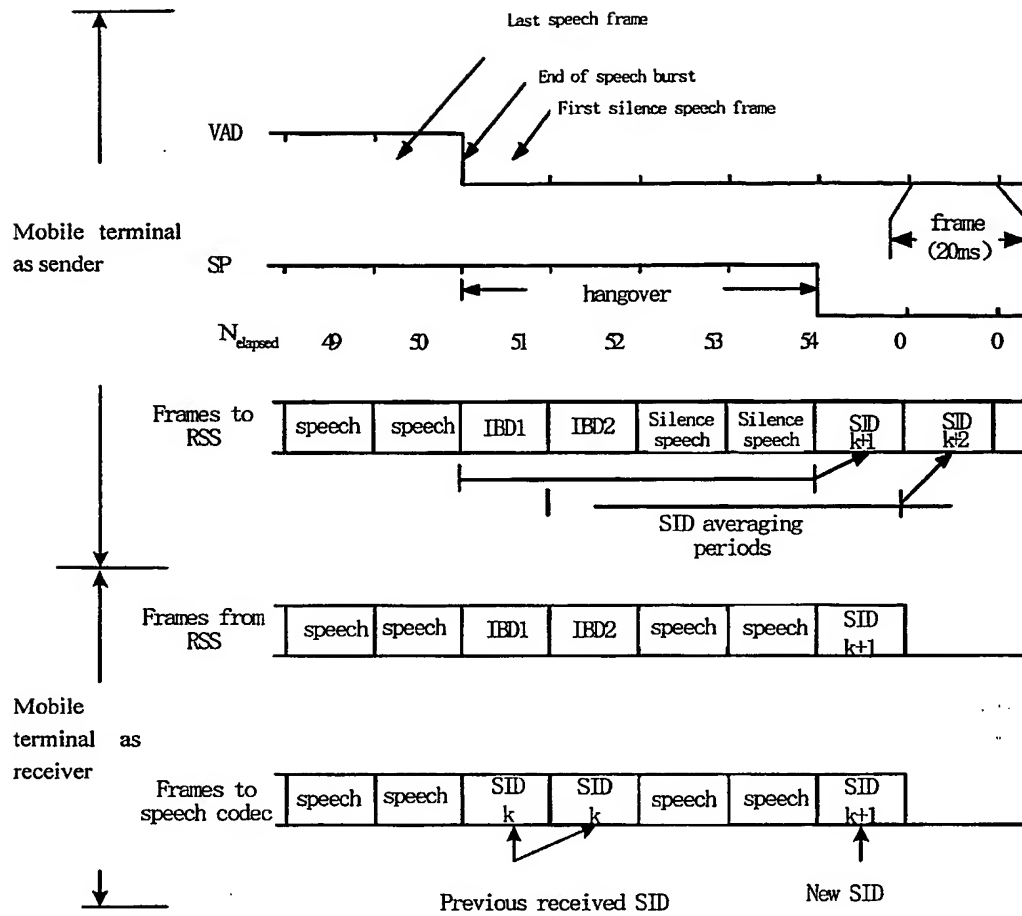 Last speech frame
End of speech burst
First silence speech frame
VAD
Mobile terminal
as sender
frame
(20ms)
SP
hangover
Nelapsed 49 50 51 52 53 54 0 0
Frames to
RSS
speech speech IBD1 IBD2 Silence speech Silence speech SID k+1 SID k+2
SID averaging
periods
Frames from
RSS
speech speech IBD1 IBD2 speech speech SID k+1
Mobile
terminal as
receiver
Frames to
speech codec
speech speech SID k SID k speech speech SID k+1
Previous received SID
New SID